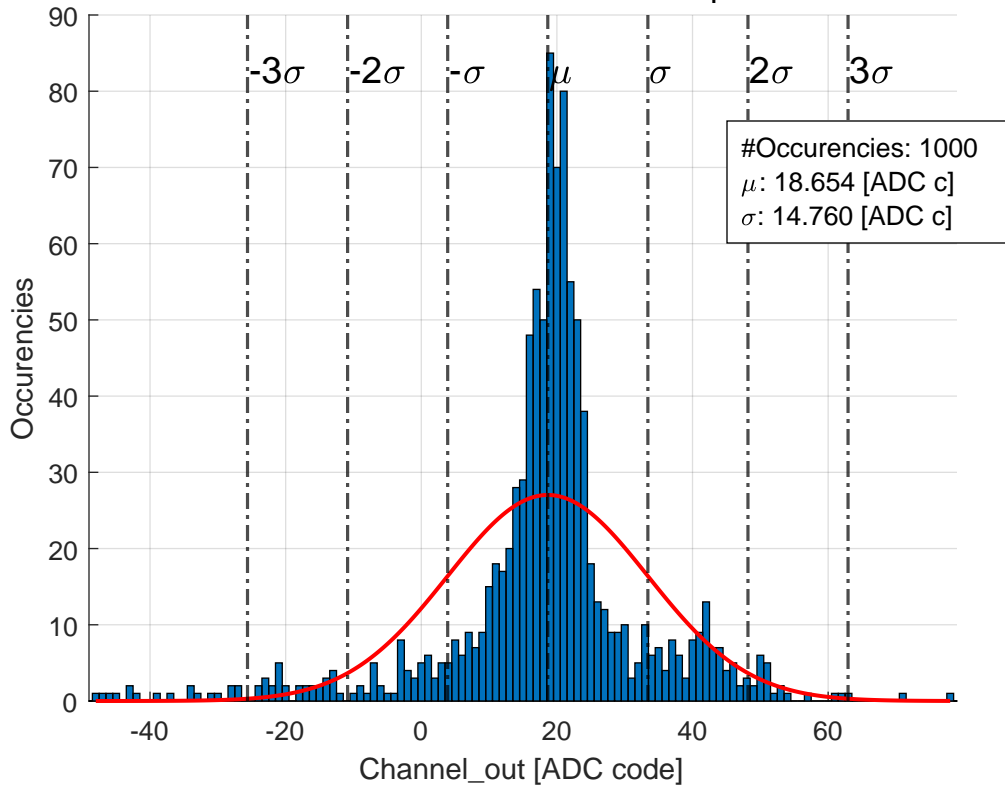 90
80
70
60
50
40
30
20
10
0
Occurencies
-3σ
-2σ
-σ
μ
σ
2σ
3σ
#Occurencies: 1000
μ: 18.654 [ADC c]
σ: 14.760 [ADC c]
-40
-20
0
20
40
60
Channel_out [ADC code]